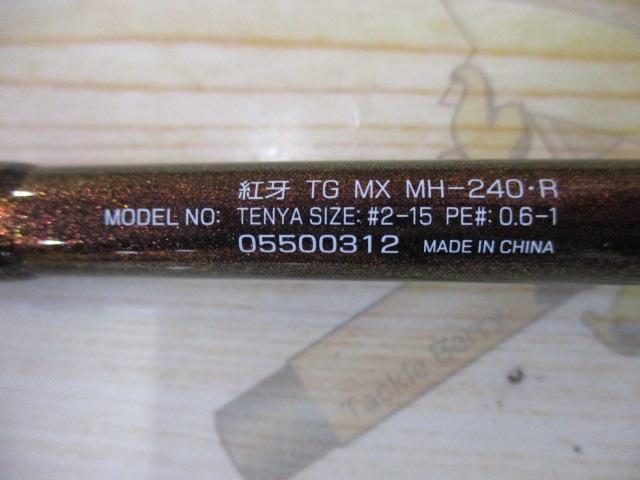 紅牙 TG MX MH-240・R
MODEL NO: TENYA SIZE: #2-15 PE#: 0.6-1
05500312 MADE IN CHINA
Tackle Berry